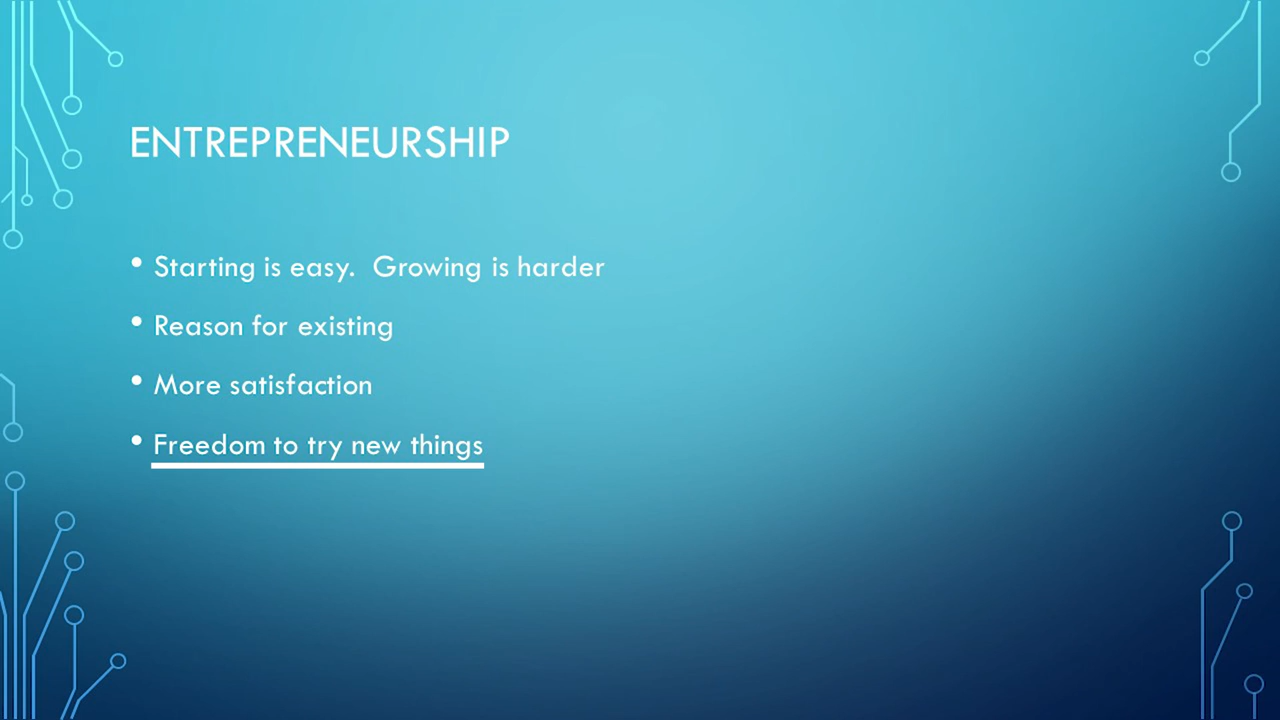 ENTREPRENEURSHIP
• Starting is easy.  Growing is harder
• Reason for existing
• More satisfaction
• Freedom to try new things